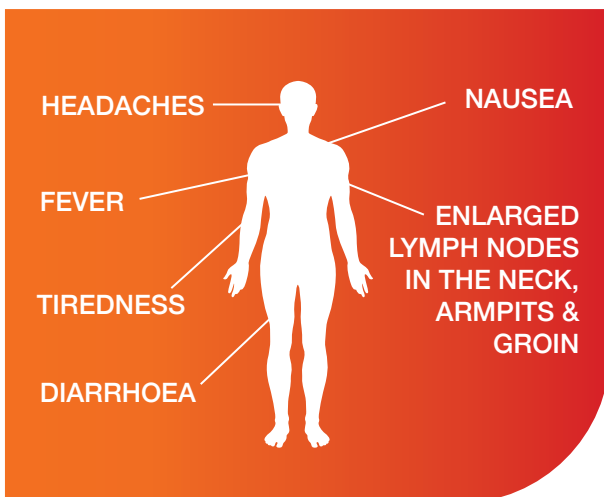 HEADACHES
FEVER
TIREDNESS
DIARRHOEA
NAUSEA
ENLARGED
LYMPH NODES
IN THE NECK,
ARMPITS &
GROIN